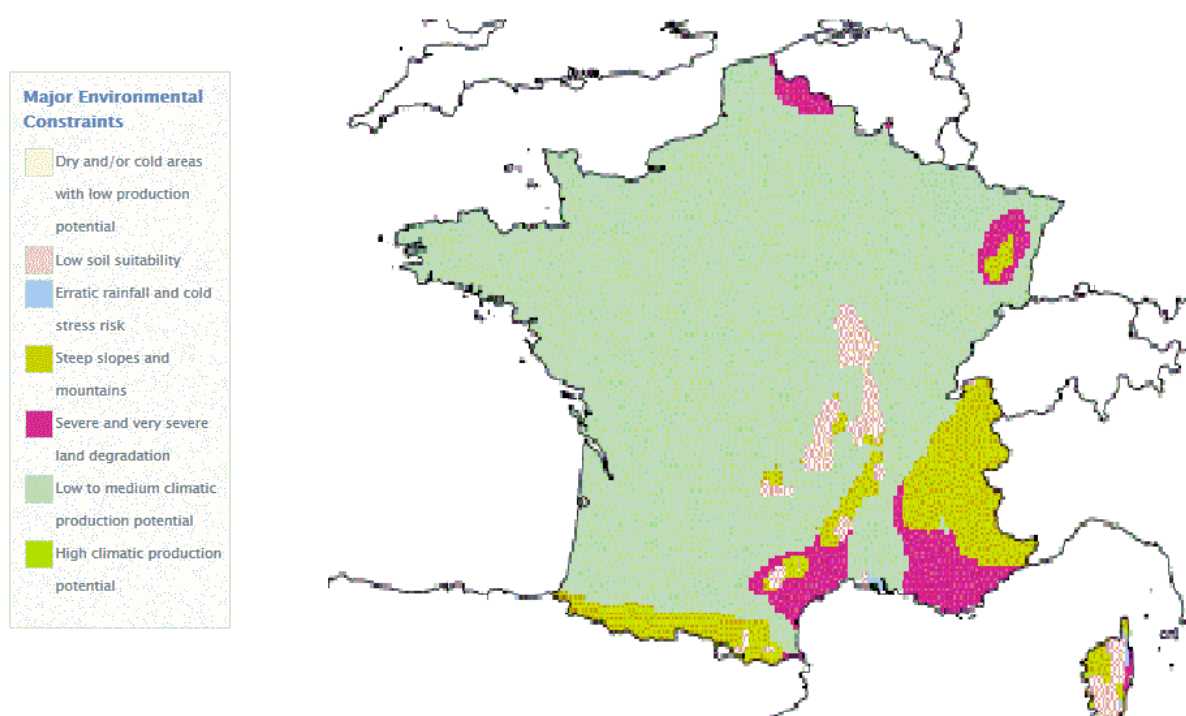 Major Environmental
Constraints
Dry and/or cold areas
with low production
potential
Low soil suitability
Erratic rainfall and cold
stress risk
Steep slopes and
mountains
Severe and very severe
land degradation
Low to medium climatic
production potential
High climatic production
potential